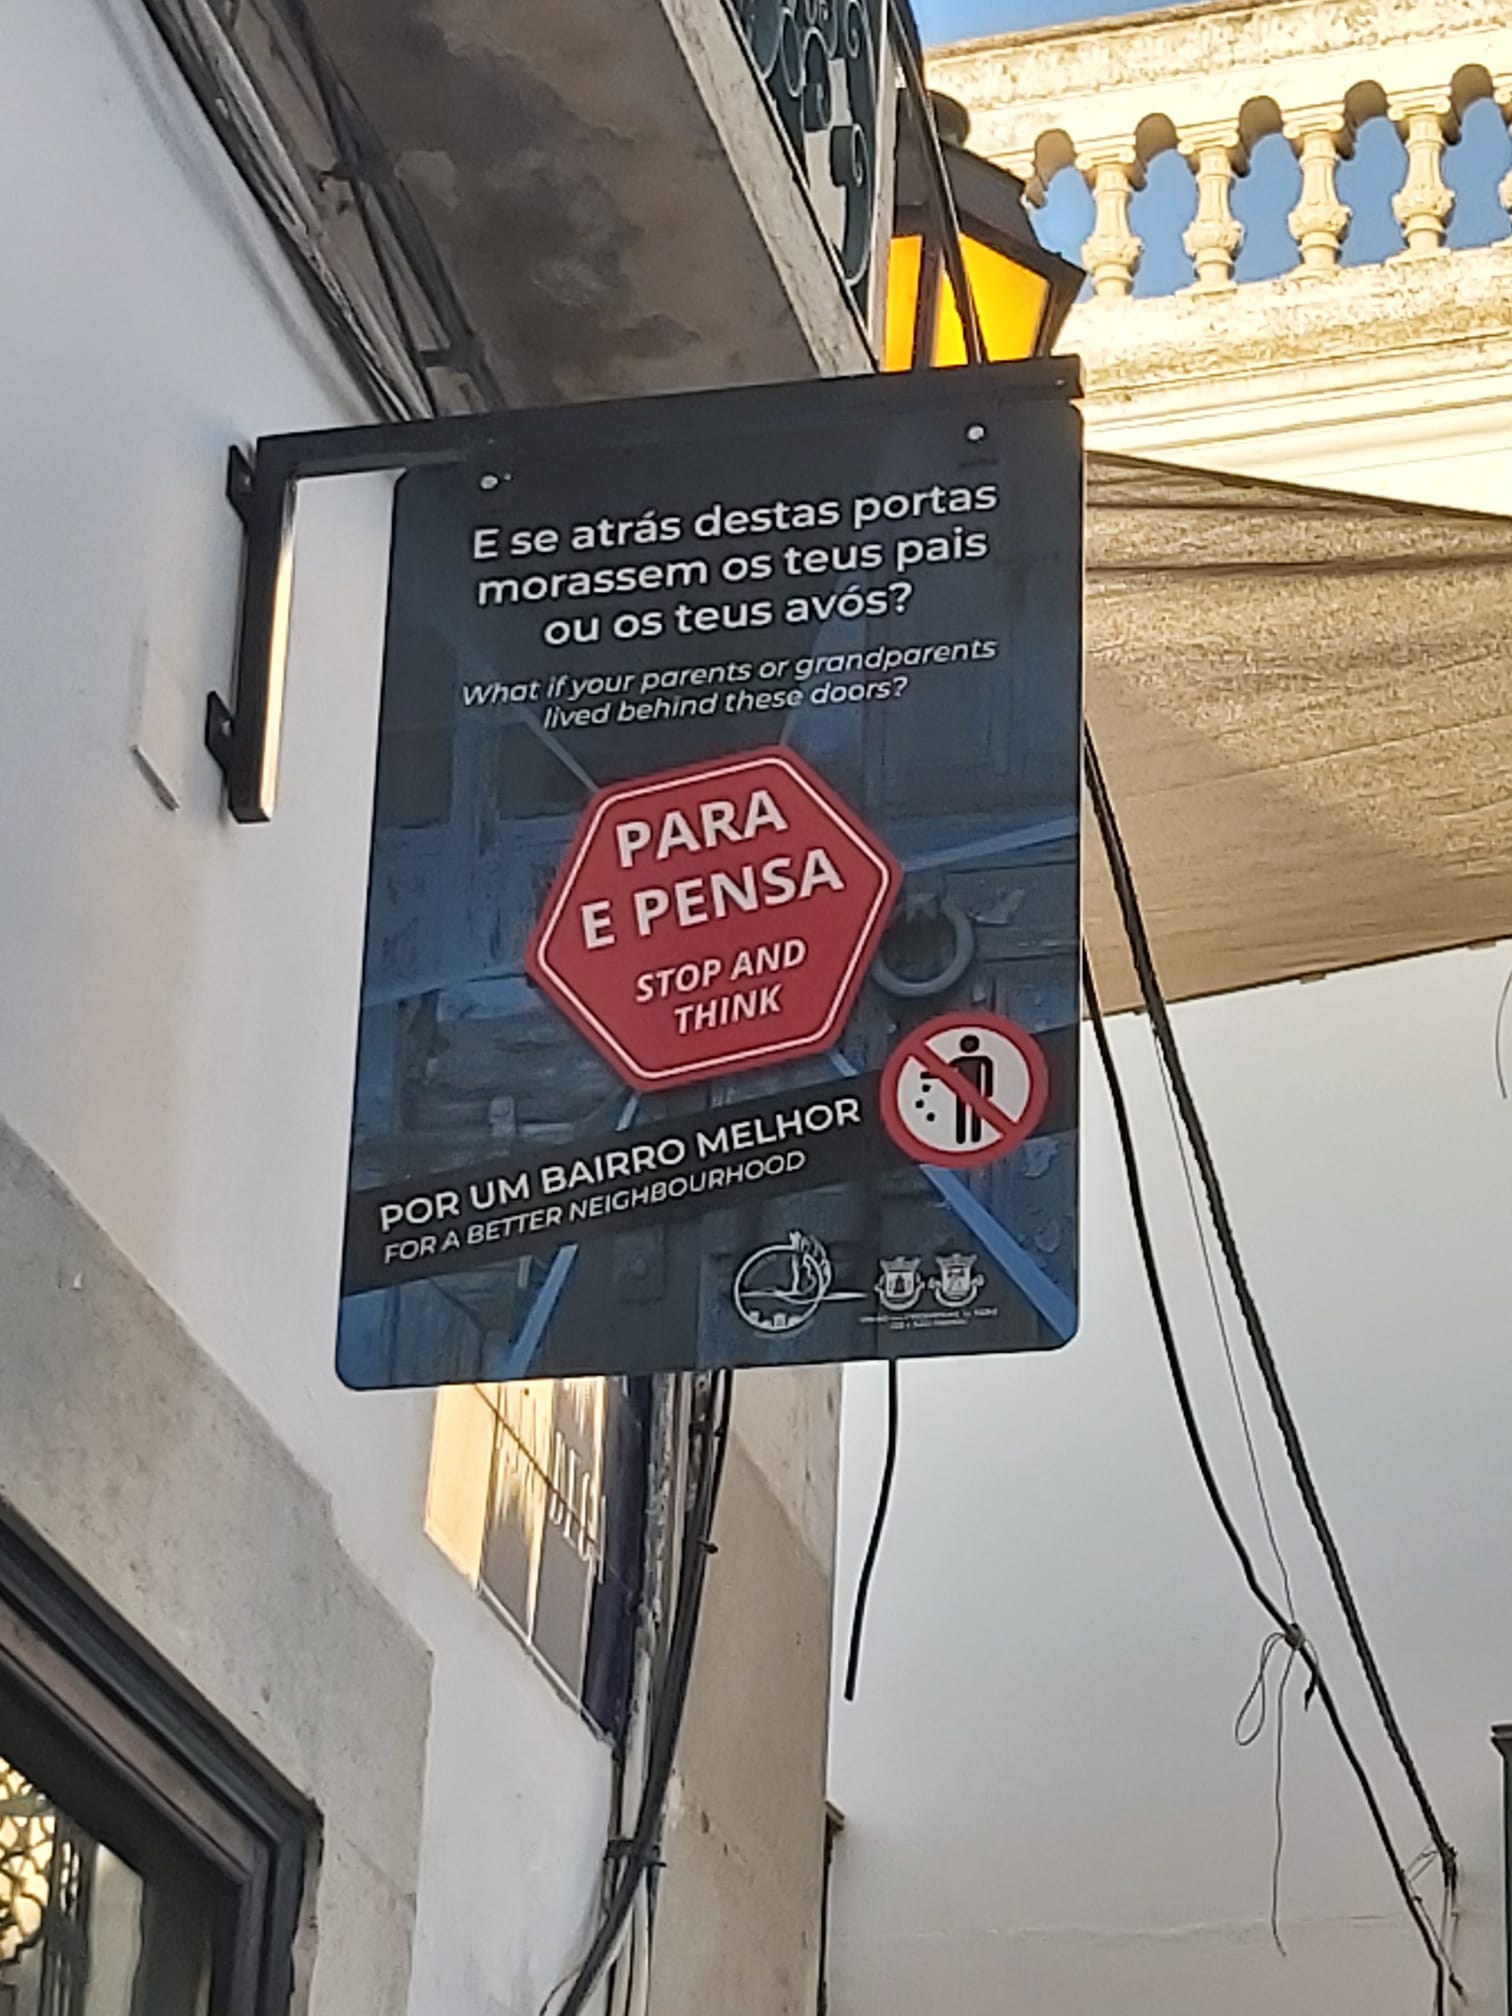 E se atrás destas portas
morassem os teus pais
ou os teus avós?
What if your parents or grandparents
lived behind these doors?
PARA
E PENSA
STOP AND
THINK
POR UM BAIRRO MELHOR
FOR A BETTER NEIGHBOURHOOD